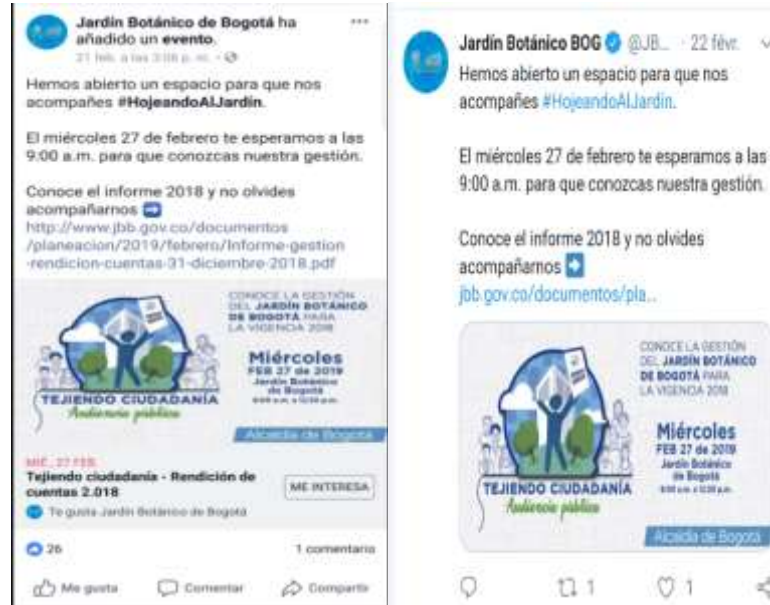 Jardín Botánico de Bogotá ha
añadido un evento.
21 feb. a las 3:08 p. m. ·
Hemos abierto un espacio para que nos
acompañes #HojeandoAlJardín.
El miércoles 27 de febrero te esperamos a las
9:00 a.m. para que conozcas nuestra gestión.
Conoce el informe 2018 y no olvides
acompañarnos
http://www.jbb.gov.co/documentos
/planeacion/2019/febrero/Informe-gestion
-rendicion-cuentas-31-diciembre-2018.pdf
CONOCE LA GESTIÓN
DEL JARDÍN BOTÁNICO
DE BOGOTÁ PARA
LA VIGENCIA 2018
Miércoles
FEB 27 de 2019
Jardín Botánico
de Bogotá
TEJIENDO CIUDADANÍA
Audiencia pública
Alcaldía de Bogotá
MIÉ., 27 FEB.
Tejiendo ciudadanía - Rendición de
cuentas 2.018
ME INTERESA
Te gusta Jardín Botánico de Bogotá
26
1 comentario
Me gusta
Comentar
Compartir
Jardín Botánico BOG @JB... · 22 févr.
Hemos abierto un espacio para que nos
acompañes #HojeandoAlJardín.
El miércoles 27 de febrero te esperamos a las
9:00 a.m. para que conozcas nuestra gestión.
Conoce el informe 2018 y no olvides
acompañarnos
jbb.gov.co/documentos/pla...
CONOCE LA GESTIÓN
DEL JARDÍN BOTÁNICO
DE BOGOTÁ PARA
LA VIGENCIA 2018
Miércoles
FEB 27 de 2019
Jardín Botánico
de Bogotá
TEJIENDO CIUDADANÍA
Audiencia pública
Alcaldía de Bogotá
1
1